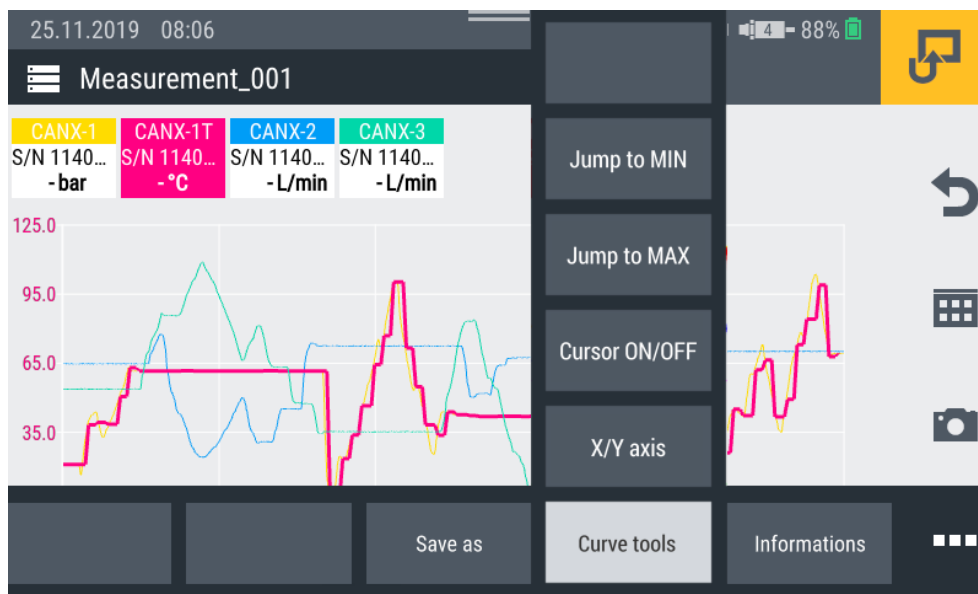 25.11.2019 08:06
4 88%
Measurement_001
CANX-1 CANX-1T CANX-2 CANX-3
S/N 1140... S/N 1140... S/N 1140... S/N 1140...
- bar - °C - L/min - L/min
125.0
95.0
65.0
35.0
Jump to MIN
Jump to MAX
Cursor ON/OFF
X/Y axis
Save as Curve tools Informations